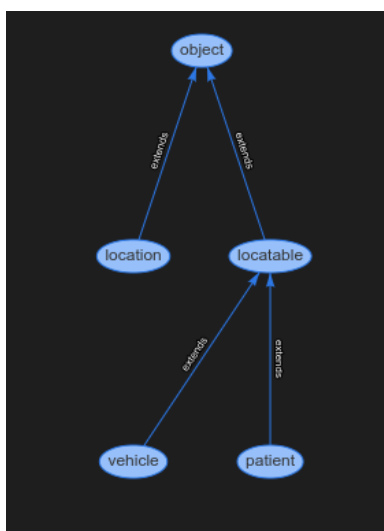 object
extends
extends
location
locatable
extends
extends
vehicle
patient